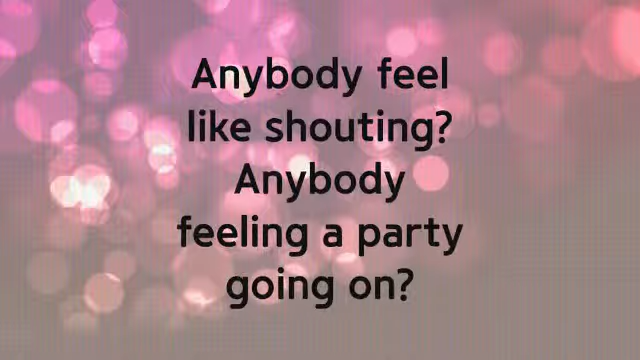 Anybody feel
like shouting?
Anybody
feeling a party
going on?